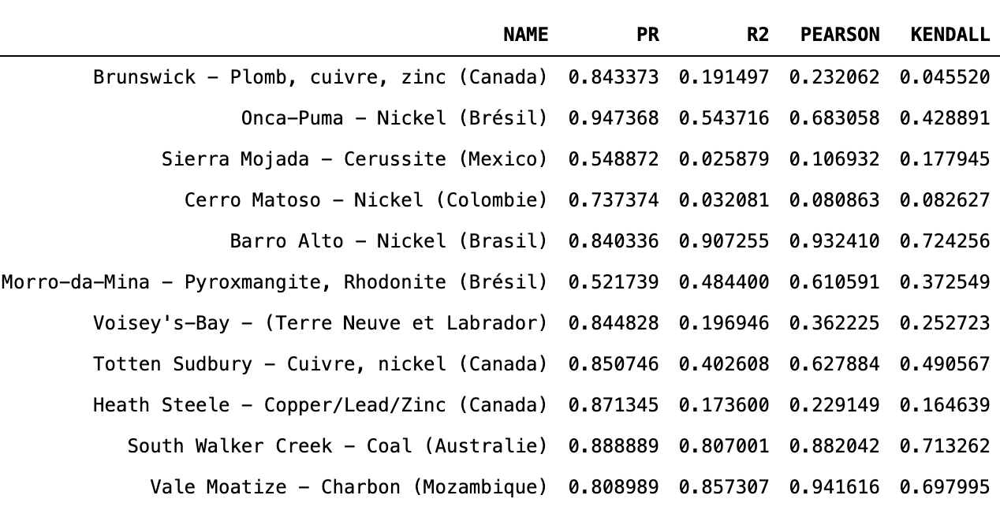 NAME PR R2 PEARSON KENDALL
Brunswick – Plomb, cuivre, zinc (Canada) 0.843373 0.191497 0.232062 0.045520
Onca-Puma – Nickel (Brésil) 0.947368 0.543716 0.683058 0.428891
Sierra Mojada – Cerussite (Mexico) 0.548872 0.025879 0.106932 0.177945
Cerro Matoso – Nickel (Colombie) 0.737374 0.032081 0.080863 0.082627
Barro Alto – Nickel (Brasil) 0.840336 0.907255 0.932410 0.724256
Morro-da-Mina – Pyroxmangite, Rhodonite (Brésil) 0.521739 0.484400 0.610591 0.372549
Voisey's-Bay – (Terre Neuve et Labrador) 0.844828 0.196946 0.362225 0.252723
Totten Sudbury – Cuivre, nickel (Canada) 0.850746 0.402608 0.627884 0.490567
Heath Steele – Copper/Lead/Zinc (Canada) 0.871345 0.173600 0.229149 0.164639
South Walker Creek – Coal (Australie) 0.888889 0.807001 0.882042 0.713262
Vale Moatize – Charbon (Mozambique) 0.808989 0.857307 0.941616 0.697995